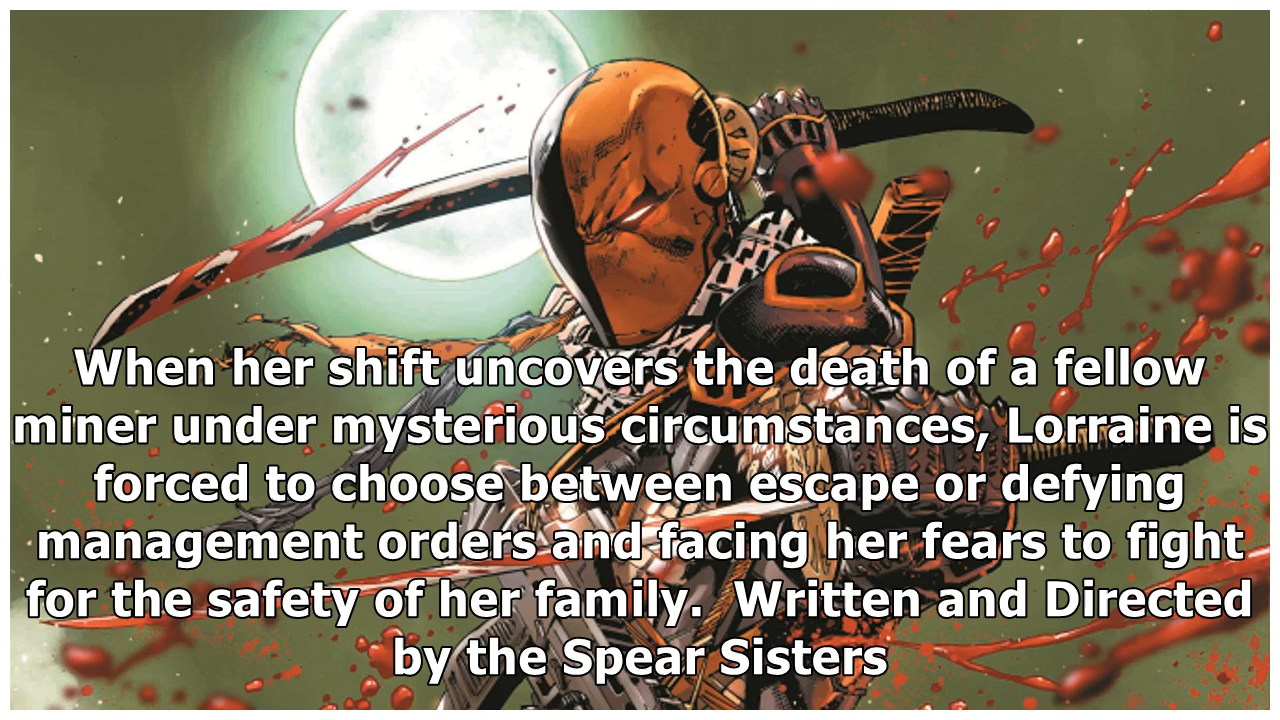 When her shift uncovers the death of a fellow
miner under mysterious circumstances, Lorraine is
forced to choose between escape or defying
management orders and facing her fears to fight
for the safety of her family.  Written and Directed
by the Spear Sisters